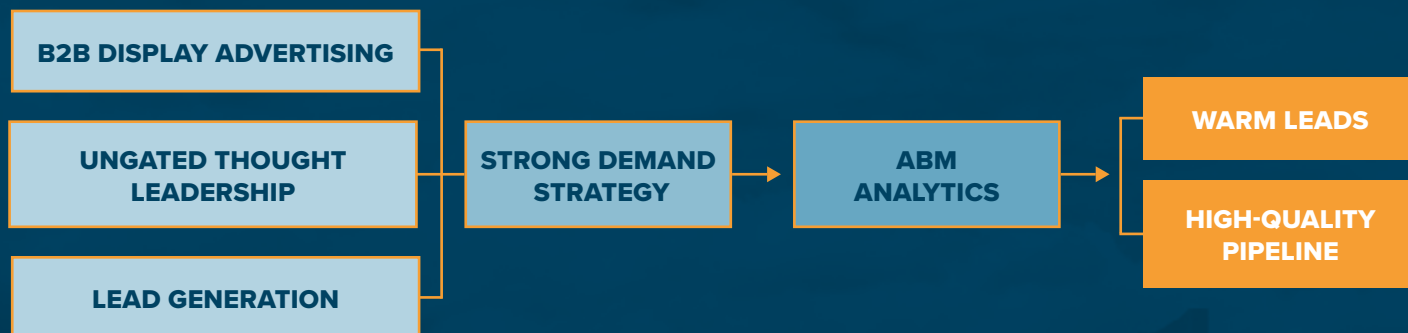 B2B DISPLAY ADVERTISING
UNGATED THOUGHT
LEADERSHIP
LEAD GENERATION
STRONG DEMAND
STRATEGY
ABM
ANALYTICS
WARM LEADS
HIGH-QUALITY
PIPELINE